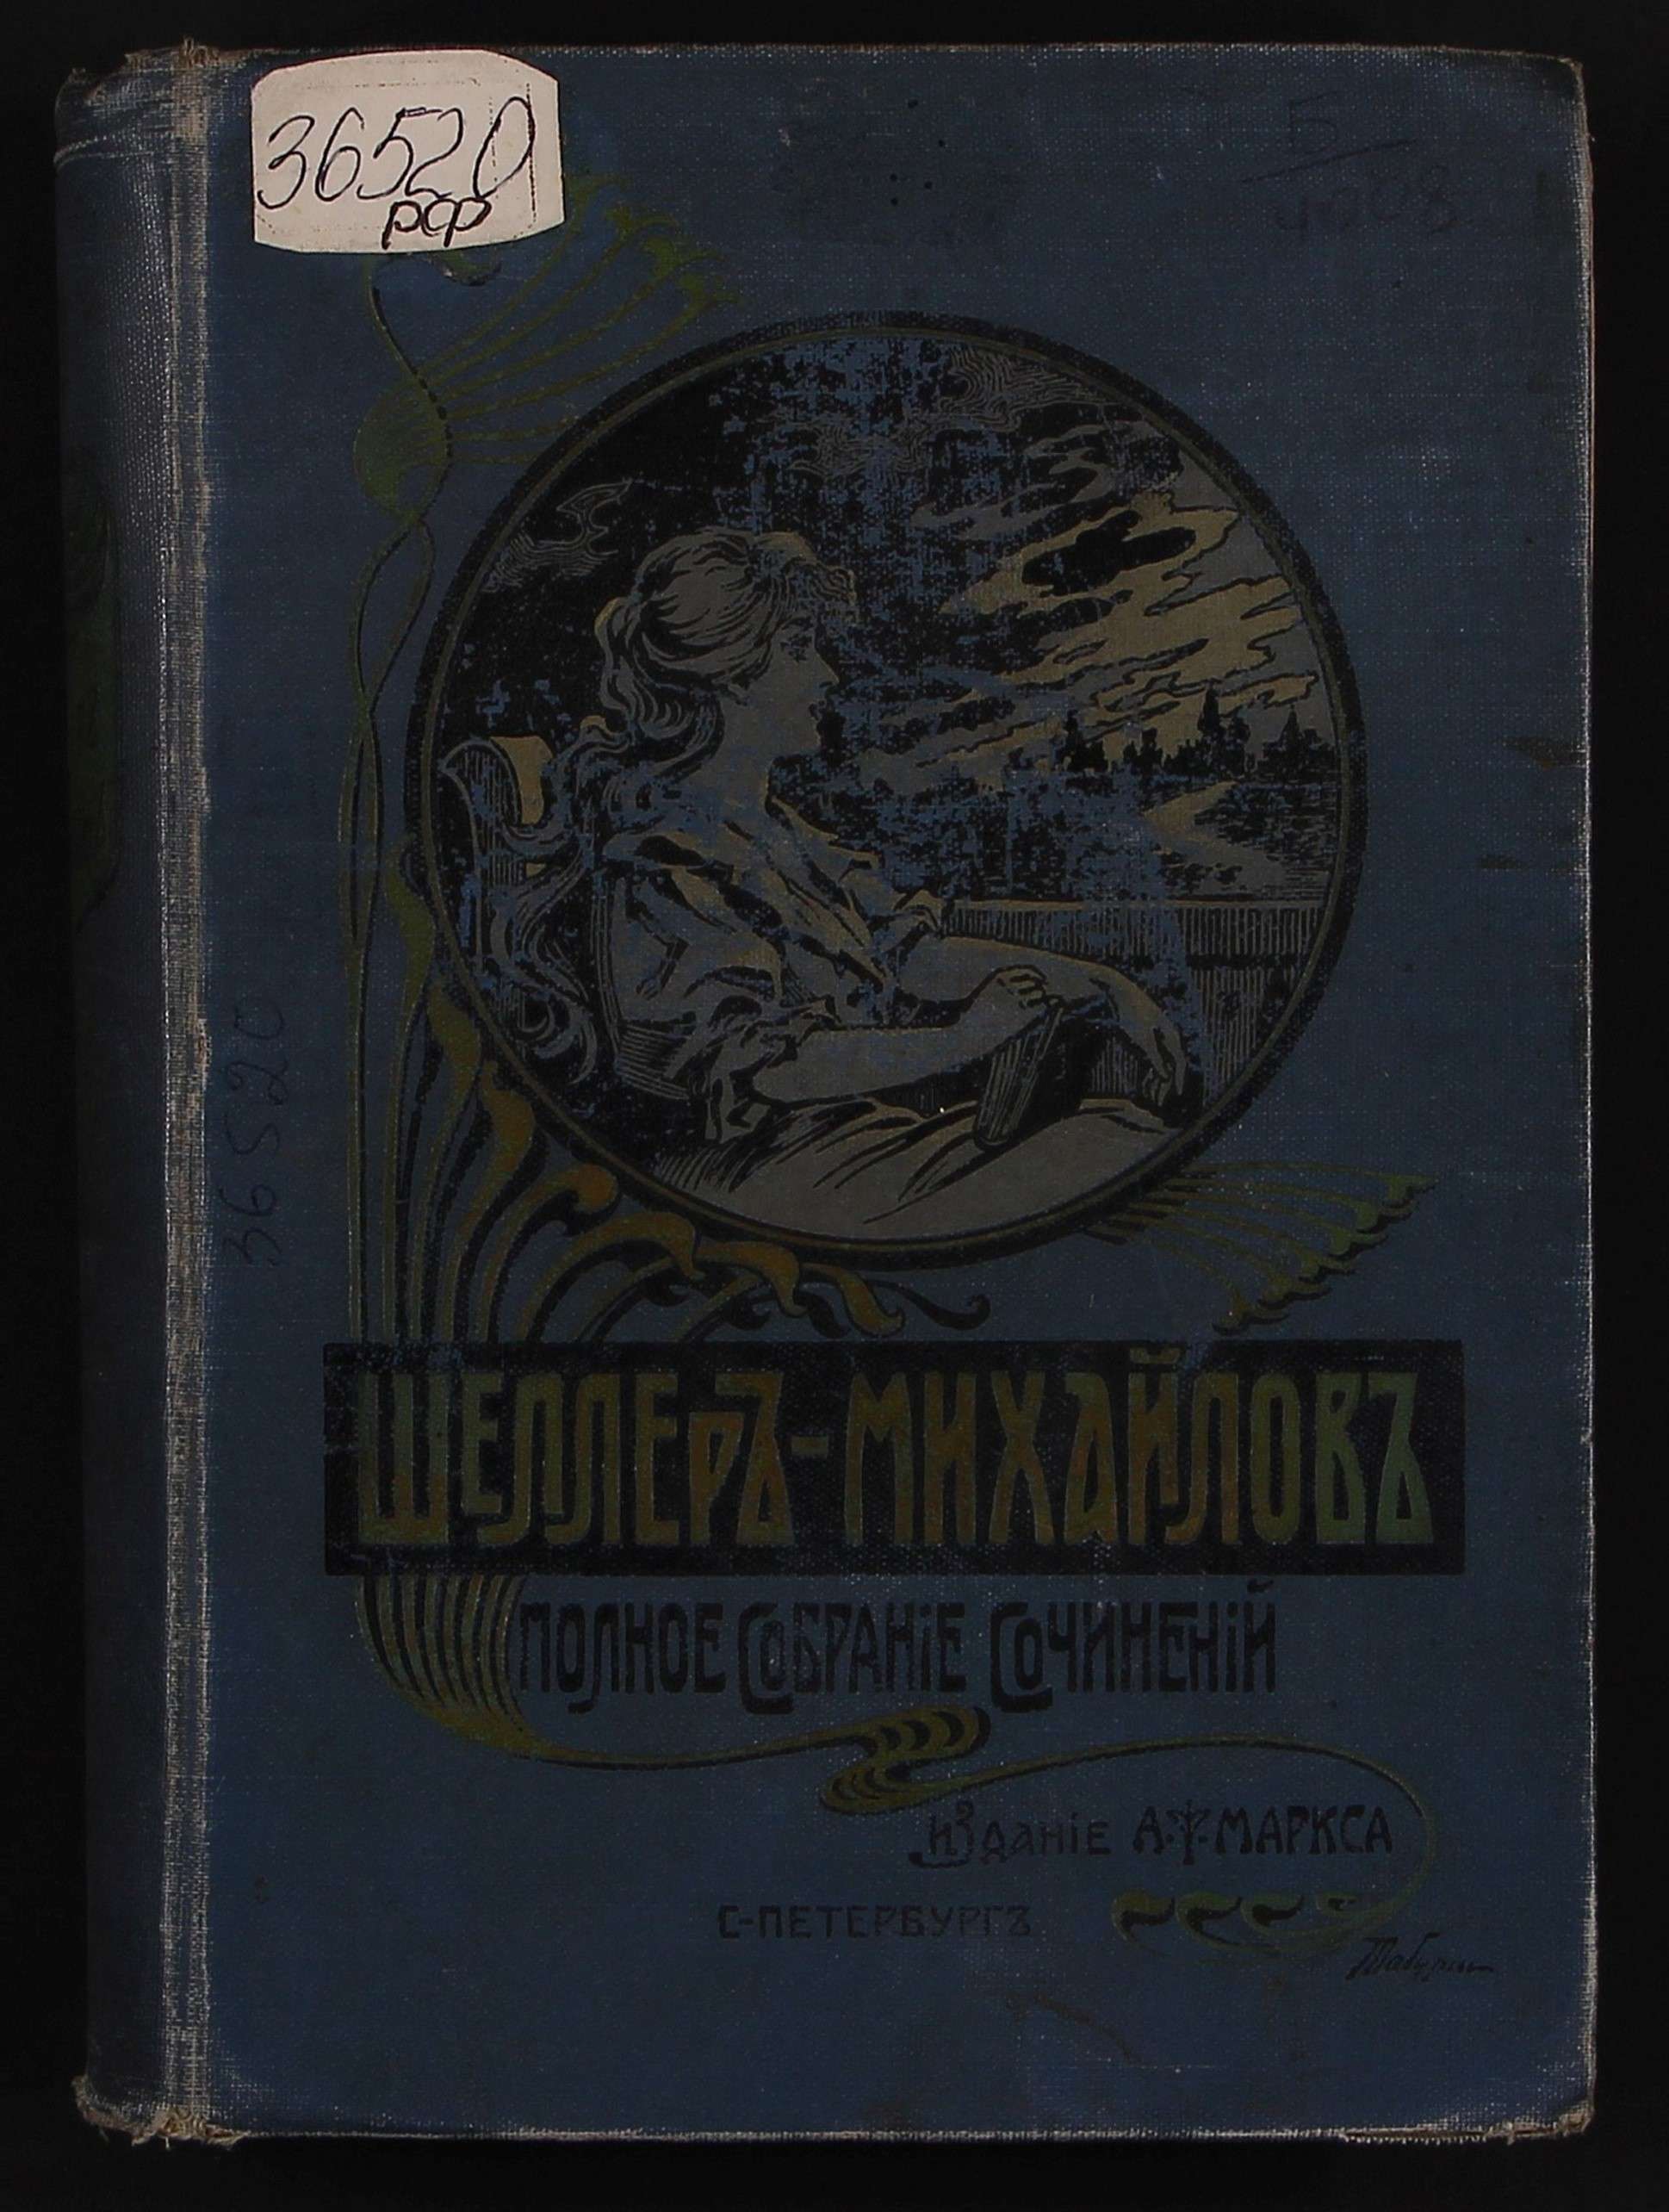 36520
РФ
36520
ШЕЛЛЕРЪ-МИХАЙЛОВЪ
ПОЛНОЕ СОБРАНІЕ СОЧИНЕНІЙ
ИЗДАНІЕ А.Ф.МАРКСА
С-ПЕТЕРБУРГЪ